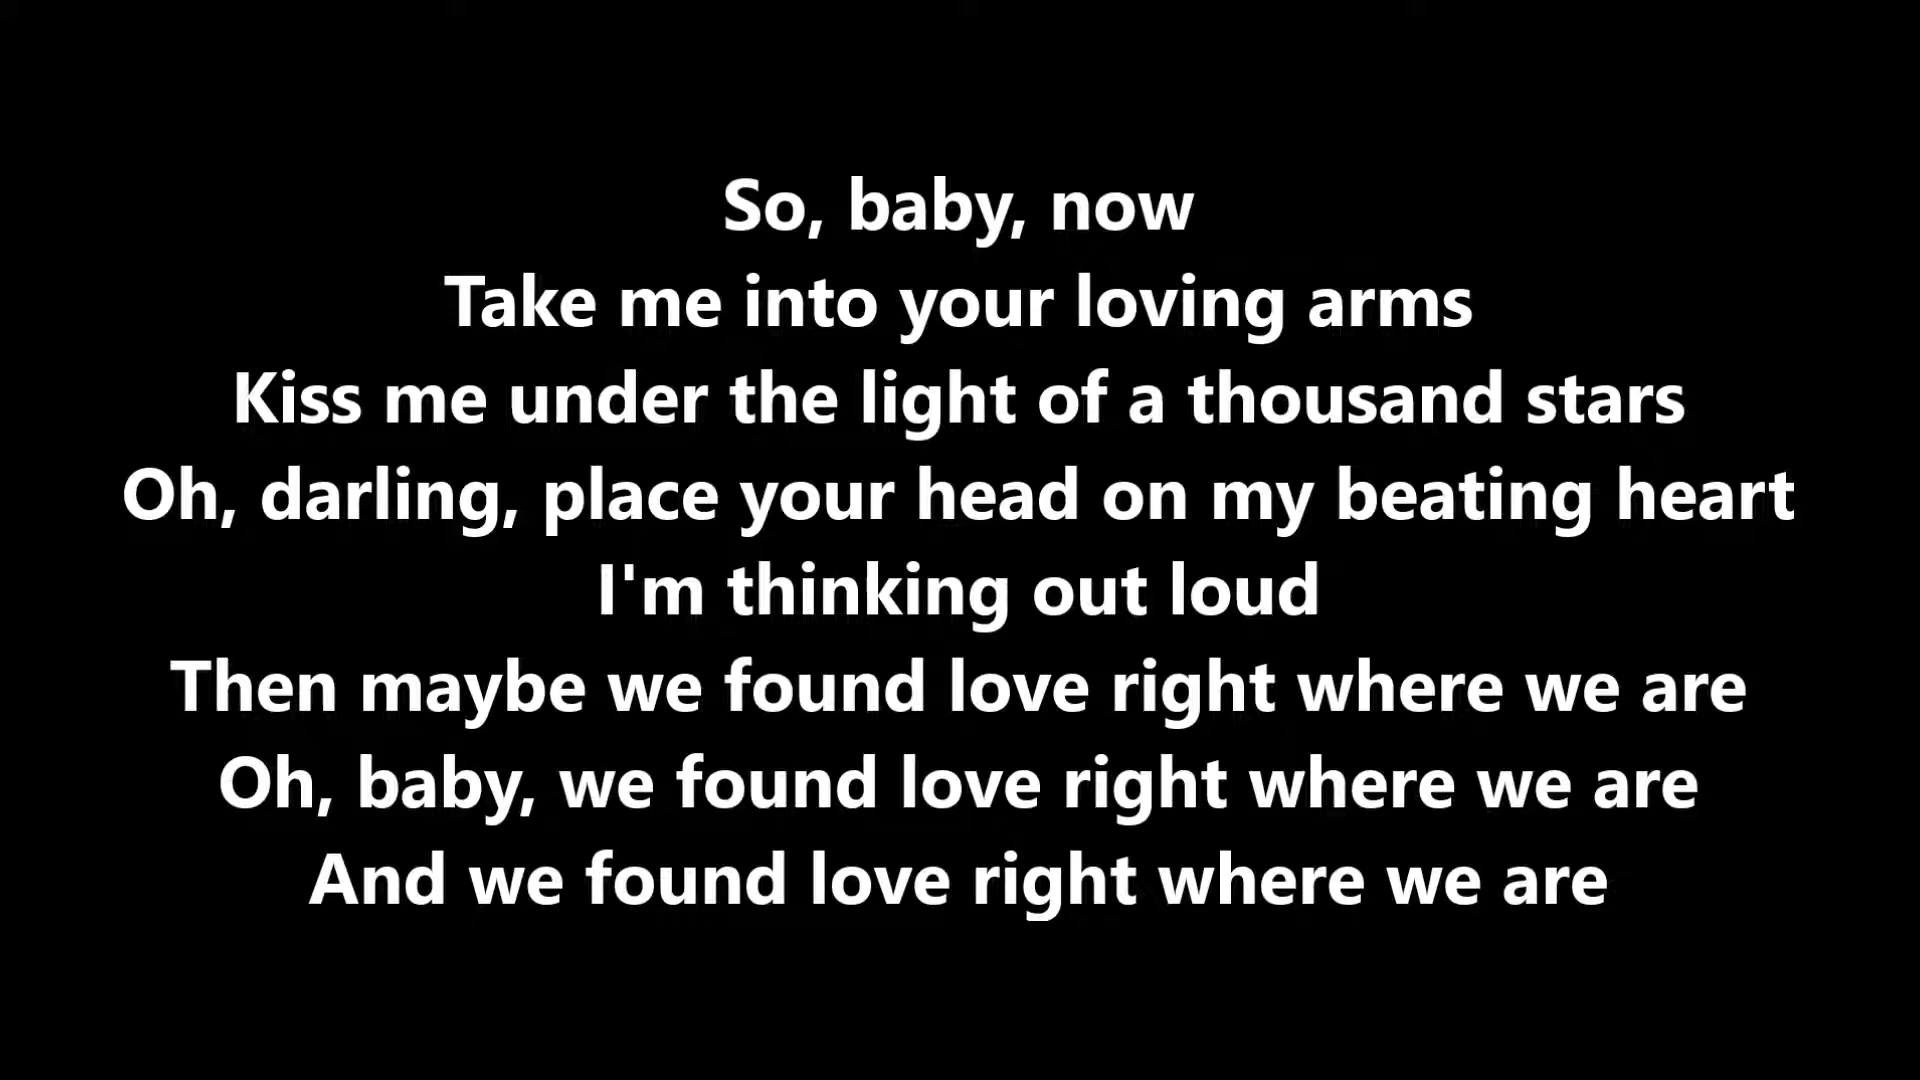 So, baby, now
Take me into your loving arms
Kiss me under the light of a thousand stars
Oh, darling, place your head on my beating heart
I'm thinking out loud
Then maybe we found love right where we are
Oh, baby, we found love right where we are
And we found love right where we are